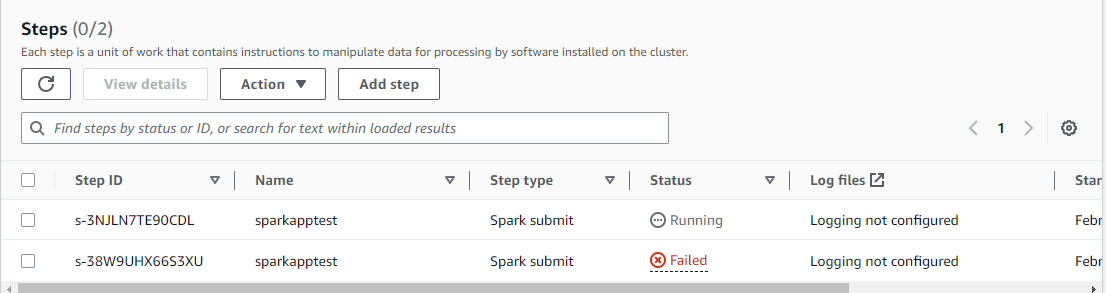 Steps (0/2)
Each step is a unit of work that contains instructions to manipulate data for processing by software installed on the cluster.
View details Action Add step
Find steps by status or ID, or search for text within loaded results 1
Step ID Name Step type Status Log files Star
s-3NJLN7TE90CDL sparkapptest Spark submit Running Logging not configured Febr
s-38W9UHX66S3XU sparkapptest Spark submit Failed Logging not configured Febr